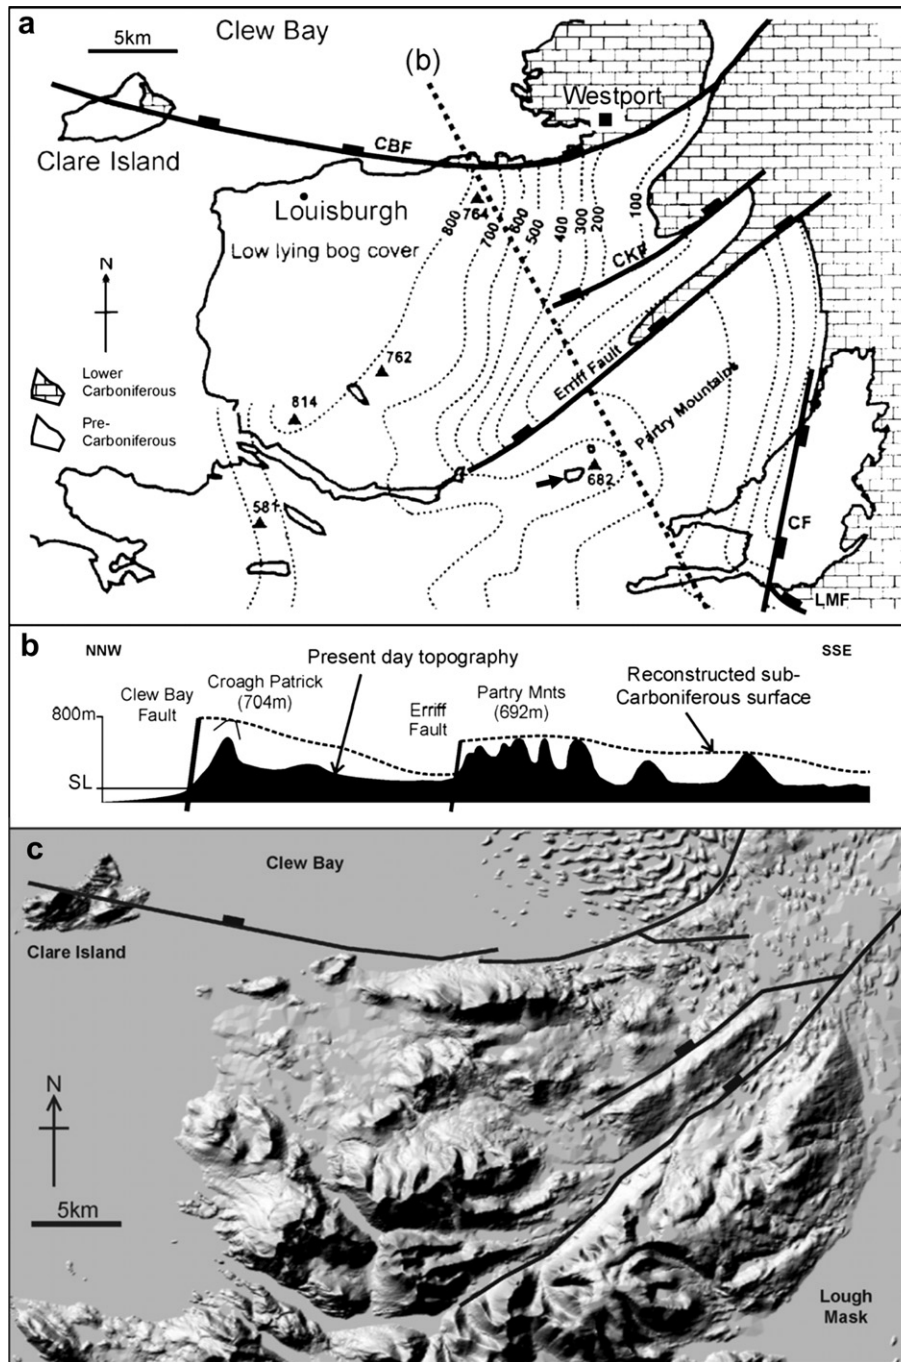 a
Clew Bay
5km
(b)
Westport
CBF
Clare Island
Louisburgh
Low lying bog cover
764
800
700
600
500
400
300
200
100
CKF
N
Lower
Carboniferous
Pre-
Carboniferous
762
814
581
Erriff Fault
Partry Mountains
682
CF
LMF
b
NNW
SSE
Present day topography
Croagh Patrick
(704m)
Clew Bay
Fault
Erriff
Fault
Partry Mnts
(692m)
Reconstructed sub-
Carboniferous surface
800m
SL
c
Clew Bay
Clare Island
N
5km
Lough
Mask